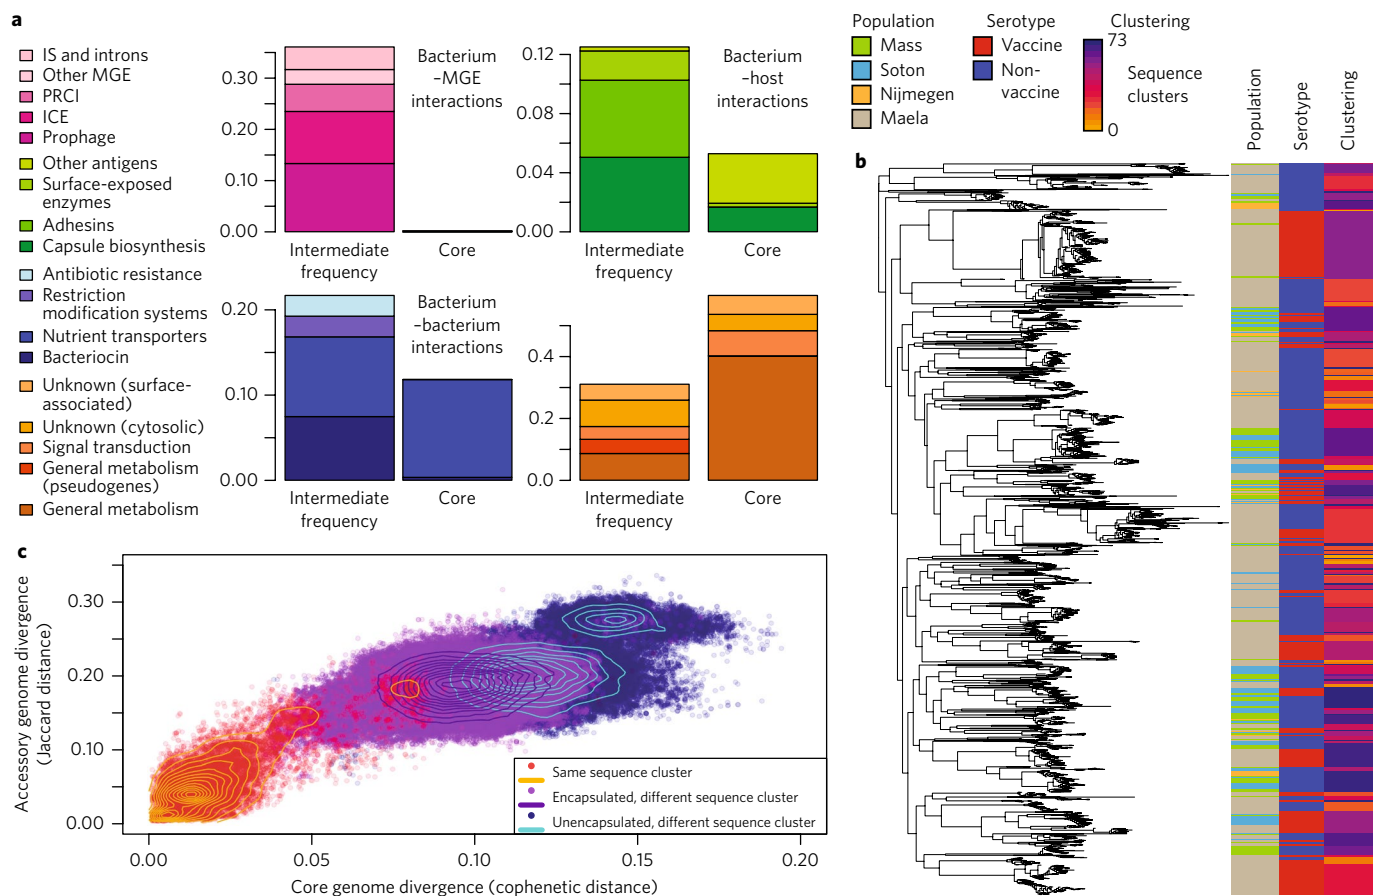 a
IS and introns
Other MGE
PRCI
ICE
Prophage
Other antigens
Surface-exposed
enzymes
Adhesins
Capsule biosynthesis
Antibiotic resistance
Restriction
modification systems
Nutrient transporters
Bacteriocin
Unknown (surface-
associated)
Unknown (cytosolic)
Signal transduction
General metabolism
(pseudogenes)
General metabolism
0.30
0.20
0.10
0.00
Bacterium
–MGE
interactions
Intermediate
frequency
Core
0.12
0.08
0.04
0.00
Bacterium
–host
interactions
Intermediate
frequency
Core
0.20
0.10
0.00
Bacterium
–bacterium
interactions
Intermediate
frequency
Core
0.4
0.2
0.0
Intermediate
frequency
Core
Population
Mass
Soton
Nijmegen
Maela
Serotype
Vaccine
Non-
vaccine
Clustering
73
0
Sequence
clusters
b
Population
Serotype
Clustering
c
Accessory genome divergence
(Jaccard distance)
0.30
0.20
0.10
0.00
Same sequence cluster
Encapsulated, different sequence cluster
Unencapsulated, different sequence cluster
0.00
0.05
0.10
0.15
0.20
Core genome divergence (cophenetic distance)